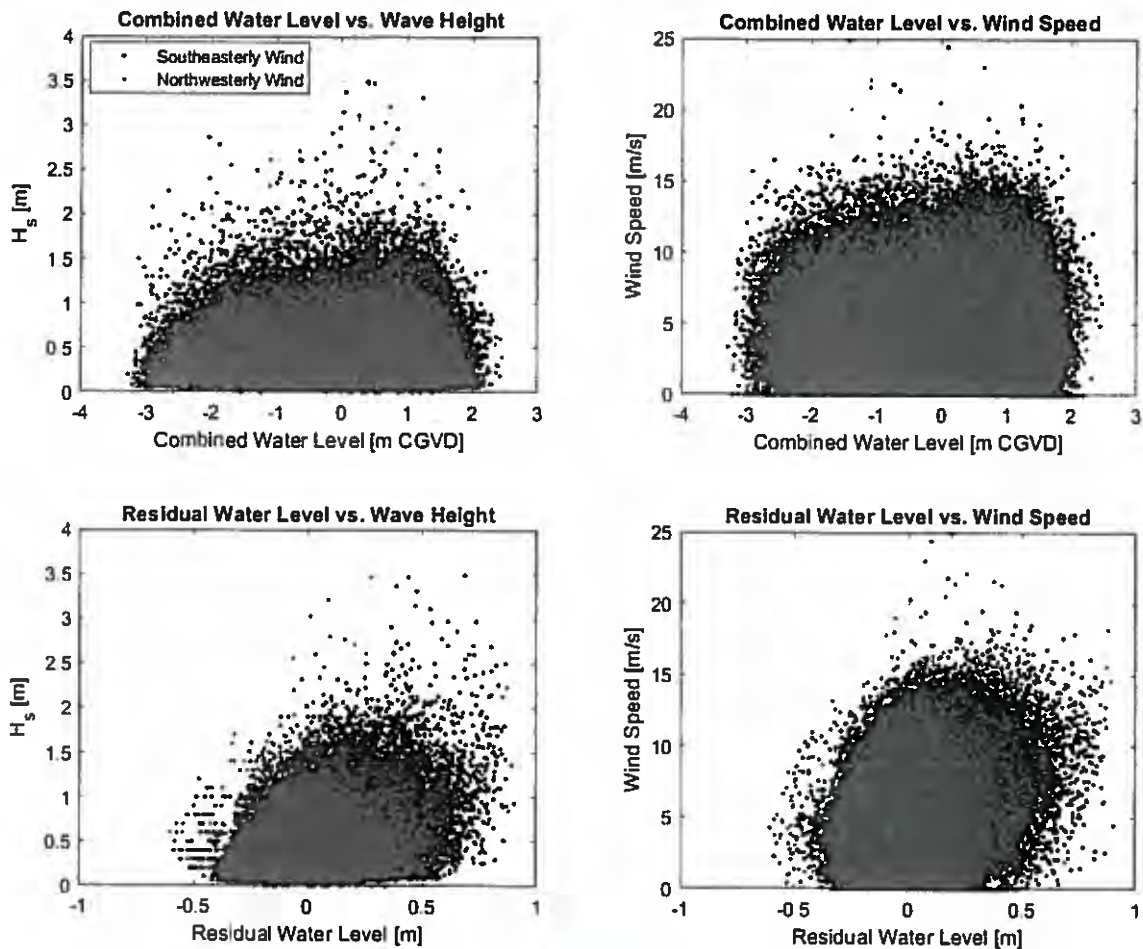 Combined Water Level vs. Wave Height
4
3.5
3
2.5
2
1.5
1
0.5
0
H_s [m]
Southeasterly Wind
Northwesterly Wind
-4 -3 -2 -1 0 1 2 3
Combined Water Level [m CGVD]
Combined Water Level vs. Wind Speed
25
20
15
10
5
0
Wind Speed [m/s]
-4 -3 -2 -1 0 1 2 3
Combined Water Level [m CGVD]
Residual Water Level vs. Wave Height
4
3.5
3
2.5
2
1.5
1
0.5
0
H_s [m]
-1 -0.5 0 0.5 1
Residual Water Level [m]
Residual Water Level vs. Wind Speed
25
20
15
10
5
0
Wind Speed [m/s]
-1 -0 5 0 0.5 1
Residual Water Level [m]